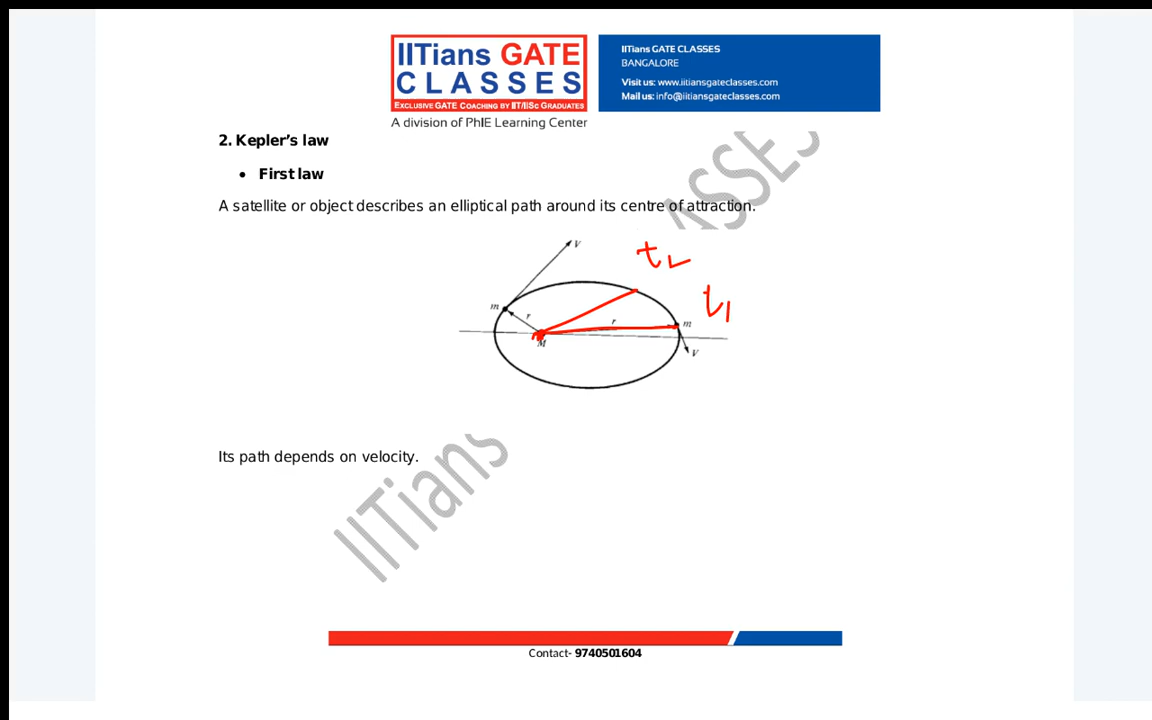 IITians GATE
CLASSES
EXCLUSIVE GATE COACHING BY IIT/IISc GRADUATES
A division of PhIE Learning Center
IITians GATE CLASSES
BANGALORE
Visit us: www.iitiansgateclasses.com
Mail us: info@iitiansgateclasses.com
2. Kepler's law
• First law
A satellite or object describes an elliptical path around its centre of attraction.
ASSES
V
t2
t1
m
r
r
m
M
V
Its path depends on velocity.
IITians
Contact- 9740501604